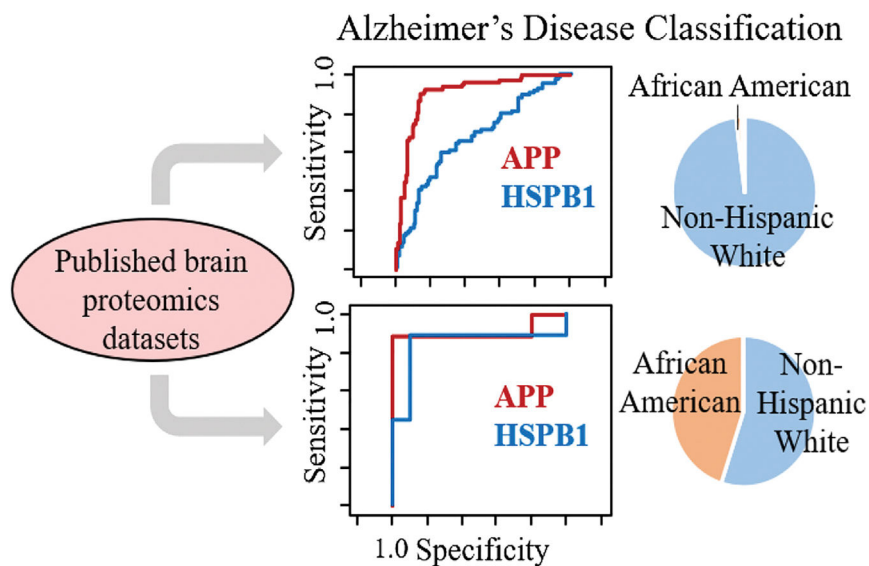 Alzheimer's Disease Classification
Published brain
proteomics
datasets
Sensitivity
1.0
APP
HSPB1
African American
Non-Hispanic
White
Sensitivity
1.0
APP
HSPB1
1.0 Specificity
African
American
Non-
Hispanic
White